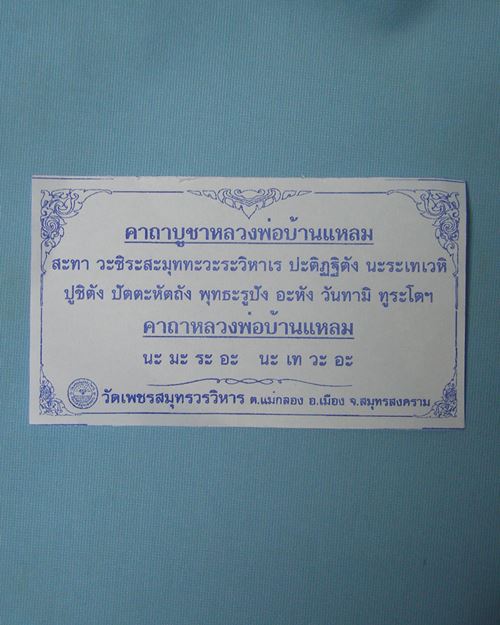 คาถาบูชาหลวงพ่อบ้านแหลม
สะทา วะชิระสะมุททะวะระวิหาเร ปะติฏฐิตัง นะระเทเวหิ
ปูชิตัง ปัตตะหัตถัง พุทธะรูปัง อะหัง วันทามิ ทูระโตฯ
คาถาหลวงพ่อบ้านแหลม
นะ มะ ระ อะ นะ เท วะ อะ
วัดเพชรสมุทรวรวิหาร ต.แม่กลอง อ.เมือง จ.สมุทรสงคราม